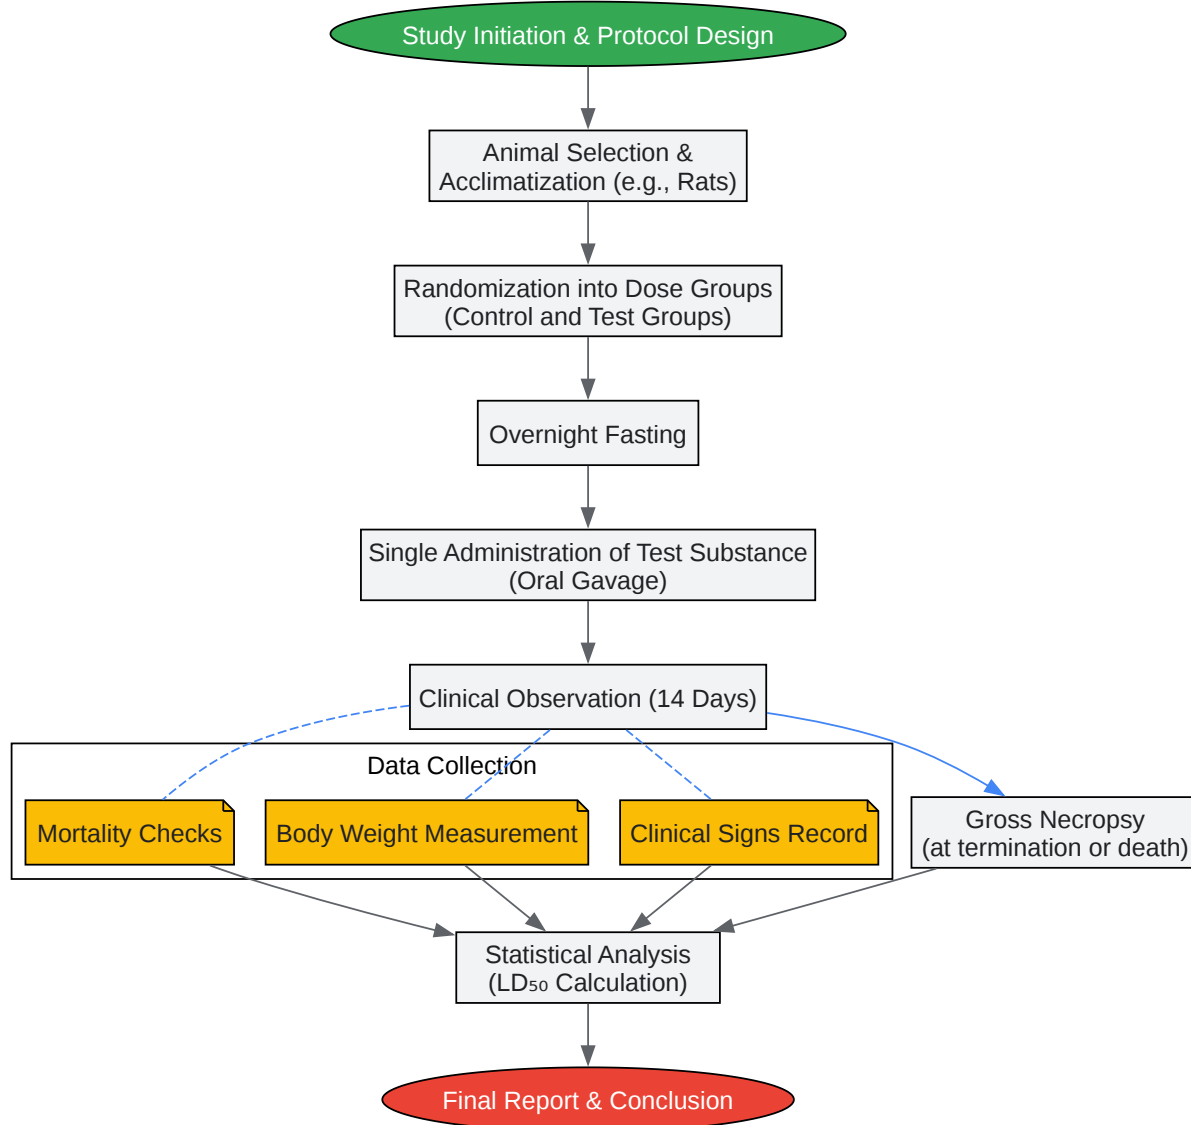 Study Initiation & Protocol Design
Animal Selection &
Acclimatization (e.g., Rats)
Randomization into Dose Groups
(Control and Test Groups)
Overnight Fasting
Single Administration of Test Substance
(Oral Gavage)
Clinical Observation (14 Days)
Data Collection
Mortality Checks
Body Weight Measurement
Clinical Signs Record
Gross Necropsy
(at termination or death)
Statistical Analysis
(LD₅₀ Calculation)
Final Report & Conclusion